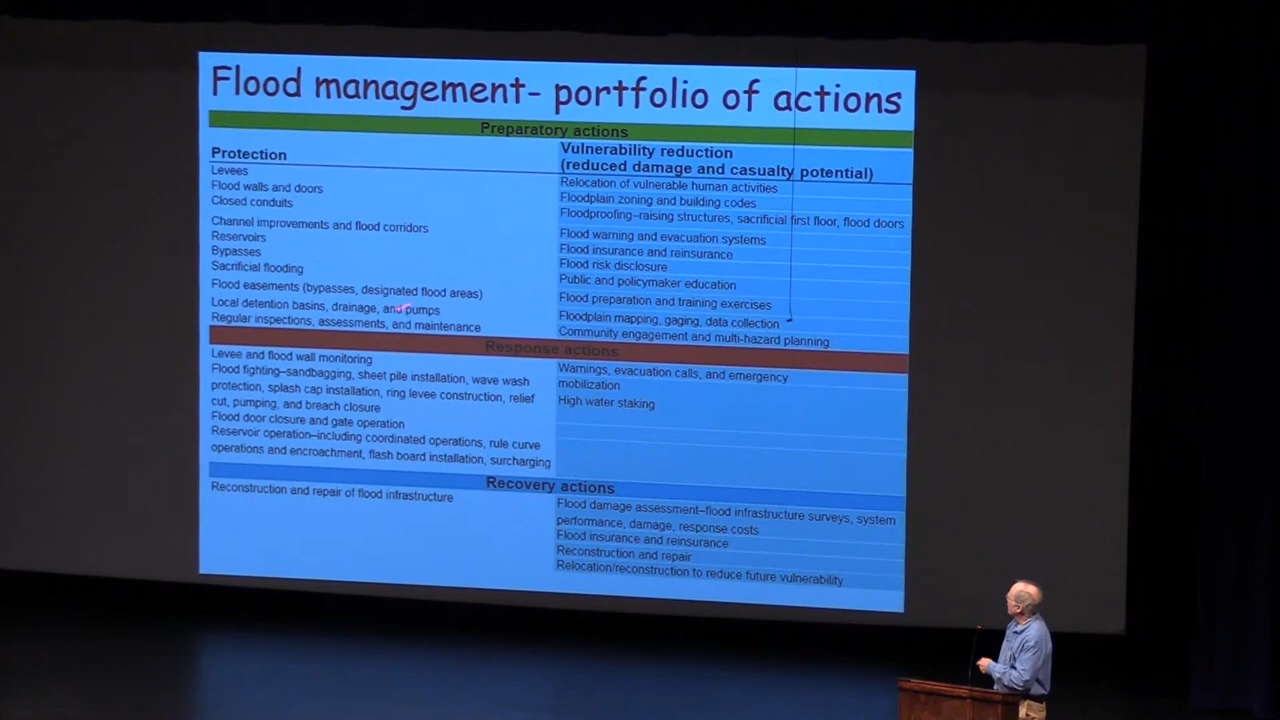 Flood management- portfolio of actions
Preparatory actions
Protection
Levees
Flood walls and doors
Closed conduits
Channel improvements and flood corridors
Reservoirs
Bypasses
Sacrificial flooding
Flood easements (bypasses, designated flood areas)
Local detention basins, drainage, and pumps
Regular inspections, assessments, and maintenance
Vulnerability reduction
(reduced damage and casualty potential)
Relocation of vulnerable human activities
Floodplain zoning and building codes
Floodproofing–raising structures, sacrificial first floor, flood doors
Flood warning and evacuation systems
Flood insurance and reinsurance
Flood risk disclosure
Public and policymaker education
Flood preparation and training exercises
Floodplain mapping, gaging, data collection
Community engagement and multi-hazard planning
Response actions
Levee and flood wall monitoring
Flood fighting–sandbagging, sheet pile installation, wave wash
protection, splash cap installation, ring levee construction, relief
cut, pumping, and breach closure
Flood door closure and gate operation
Reservoir operation–including coordinated operations, rule curve
operations and encroachment, flash board installation, surcharging
Warnings, evacuation calls, and emergency
mobilization
High water staking
Recovery actions
Reconstruction and repair of flood infrastructure
Flood damage assessment–flood infrastructure surveys, system
performance, damage, response costs
Flood insurance and reinsurance
Reconstruction and repair
Relocation/reconstruction to reduce future vulnerability